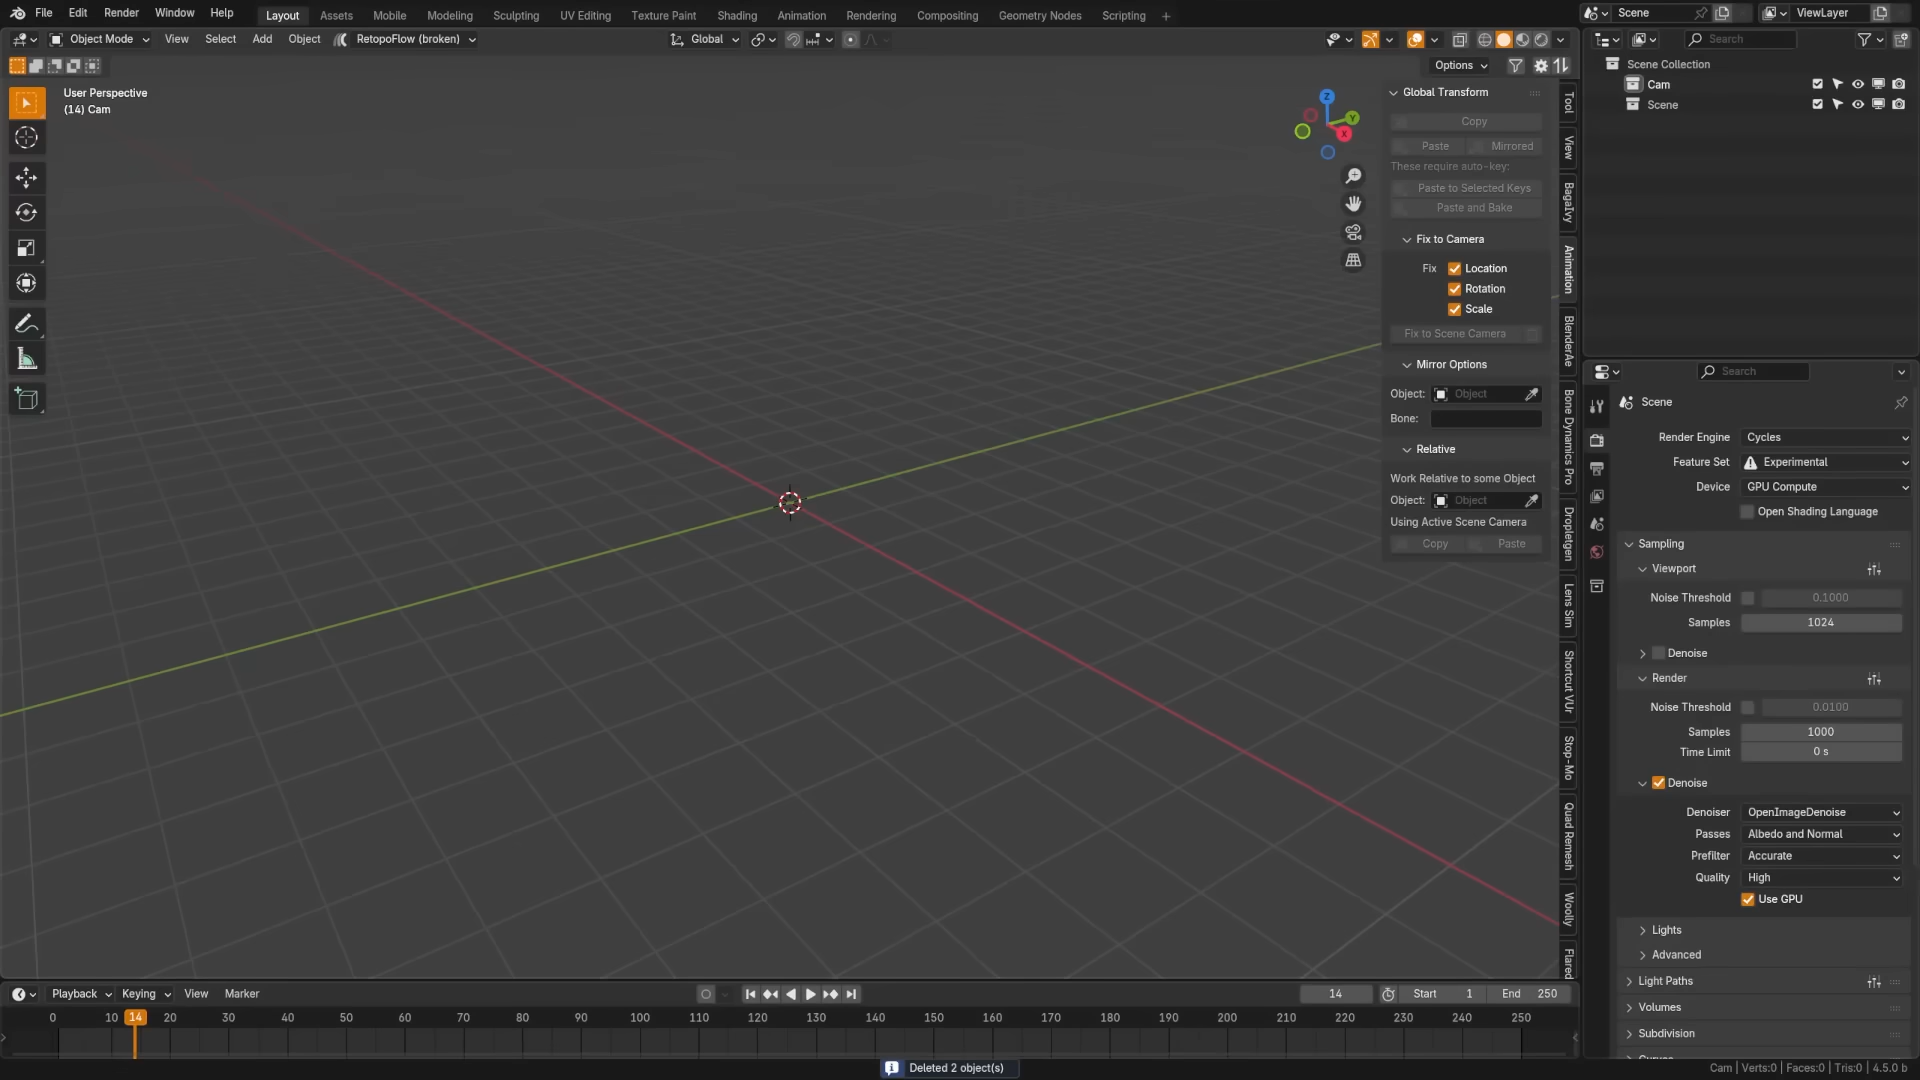 File Edit Render Window Help Layout Assets Mobile Modeling Sculpting UV Editing Texture Paint Shading Animation Rendering Compositing Geometry Nodes Scripting +
Scene ViewLayer
Object Mode View Select Add Object RetopoFlow (broken) Global
Search
Options
User Perspective
(14) Cam
Z
Y
X
Global Transform
Copy
Paste Mirrored
These require auto-key:
Paste to Selected Keys
Paste and Bake
Fix to Camera
Fix Location
Rotation
Scale
Fix to Scene Camera
Mirror Options
Object: Object
Bone:
Relative
Work Relative to some Object
Object: Object
Using Active Scene Camera
Copy Paste
Tool
View
BagaIvy
Animation
BlenderAe
Bone Dynamics Pro
Dropletgen
Lens Sim
Shortcut VUr
Stop-Mo
Quad Remesh
Woolly
Flared
Scene Collection
Cam
Scene
Search
Scene
Render Engine Cycles
Feature Set Experimental
Device GPU Compute
Open Shading Language
Sampling
Viewport
Noise Threshold 0.1000
Samples 1024
Denoise
Render
Noise Threshold 0.0100
Samples 1000
Time Limit 0 s
Denoise
Denoiser OpenImageDenoise
Passes Albedo and Normal
Prefilter Accurate
Quality High
Use GPU
Lights
Advanced
Light Paths
Volumes
Subdivision
Playback Keying View Marker
14 Start 1 End 250
0 10 14 20 30 40 50 60 70 80 90 100 110 120 130 140 150 160 170 180 190 200 210 220 230 240 250
Deleted 2 object(s)
Cam | Verts:0 | Faces:0 | Tris:0 | 4.5.0 b